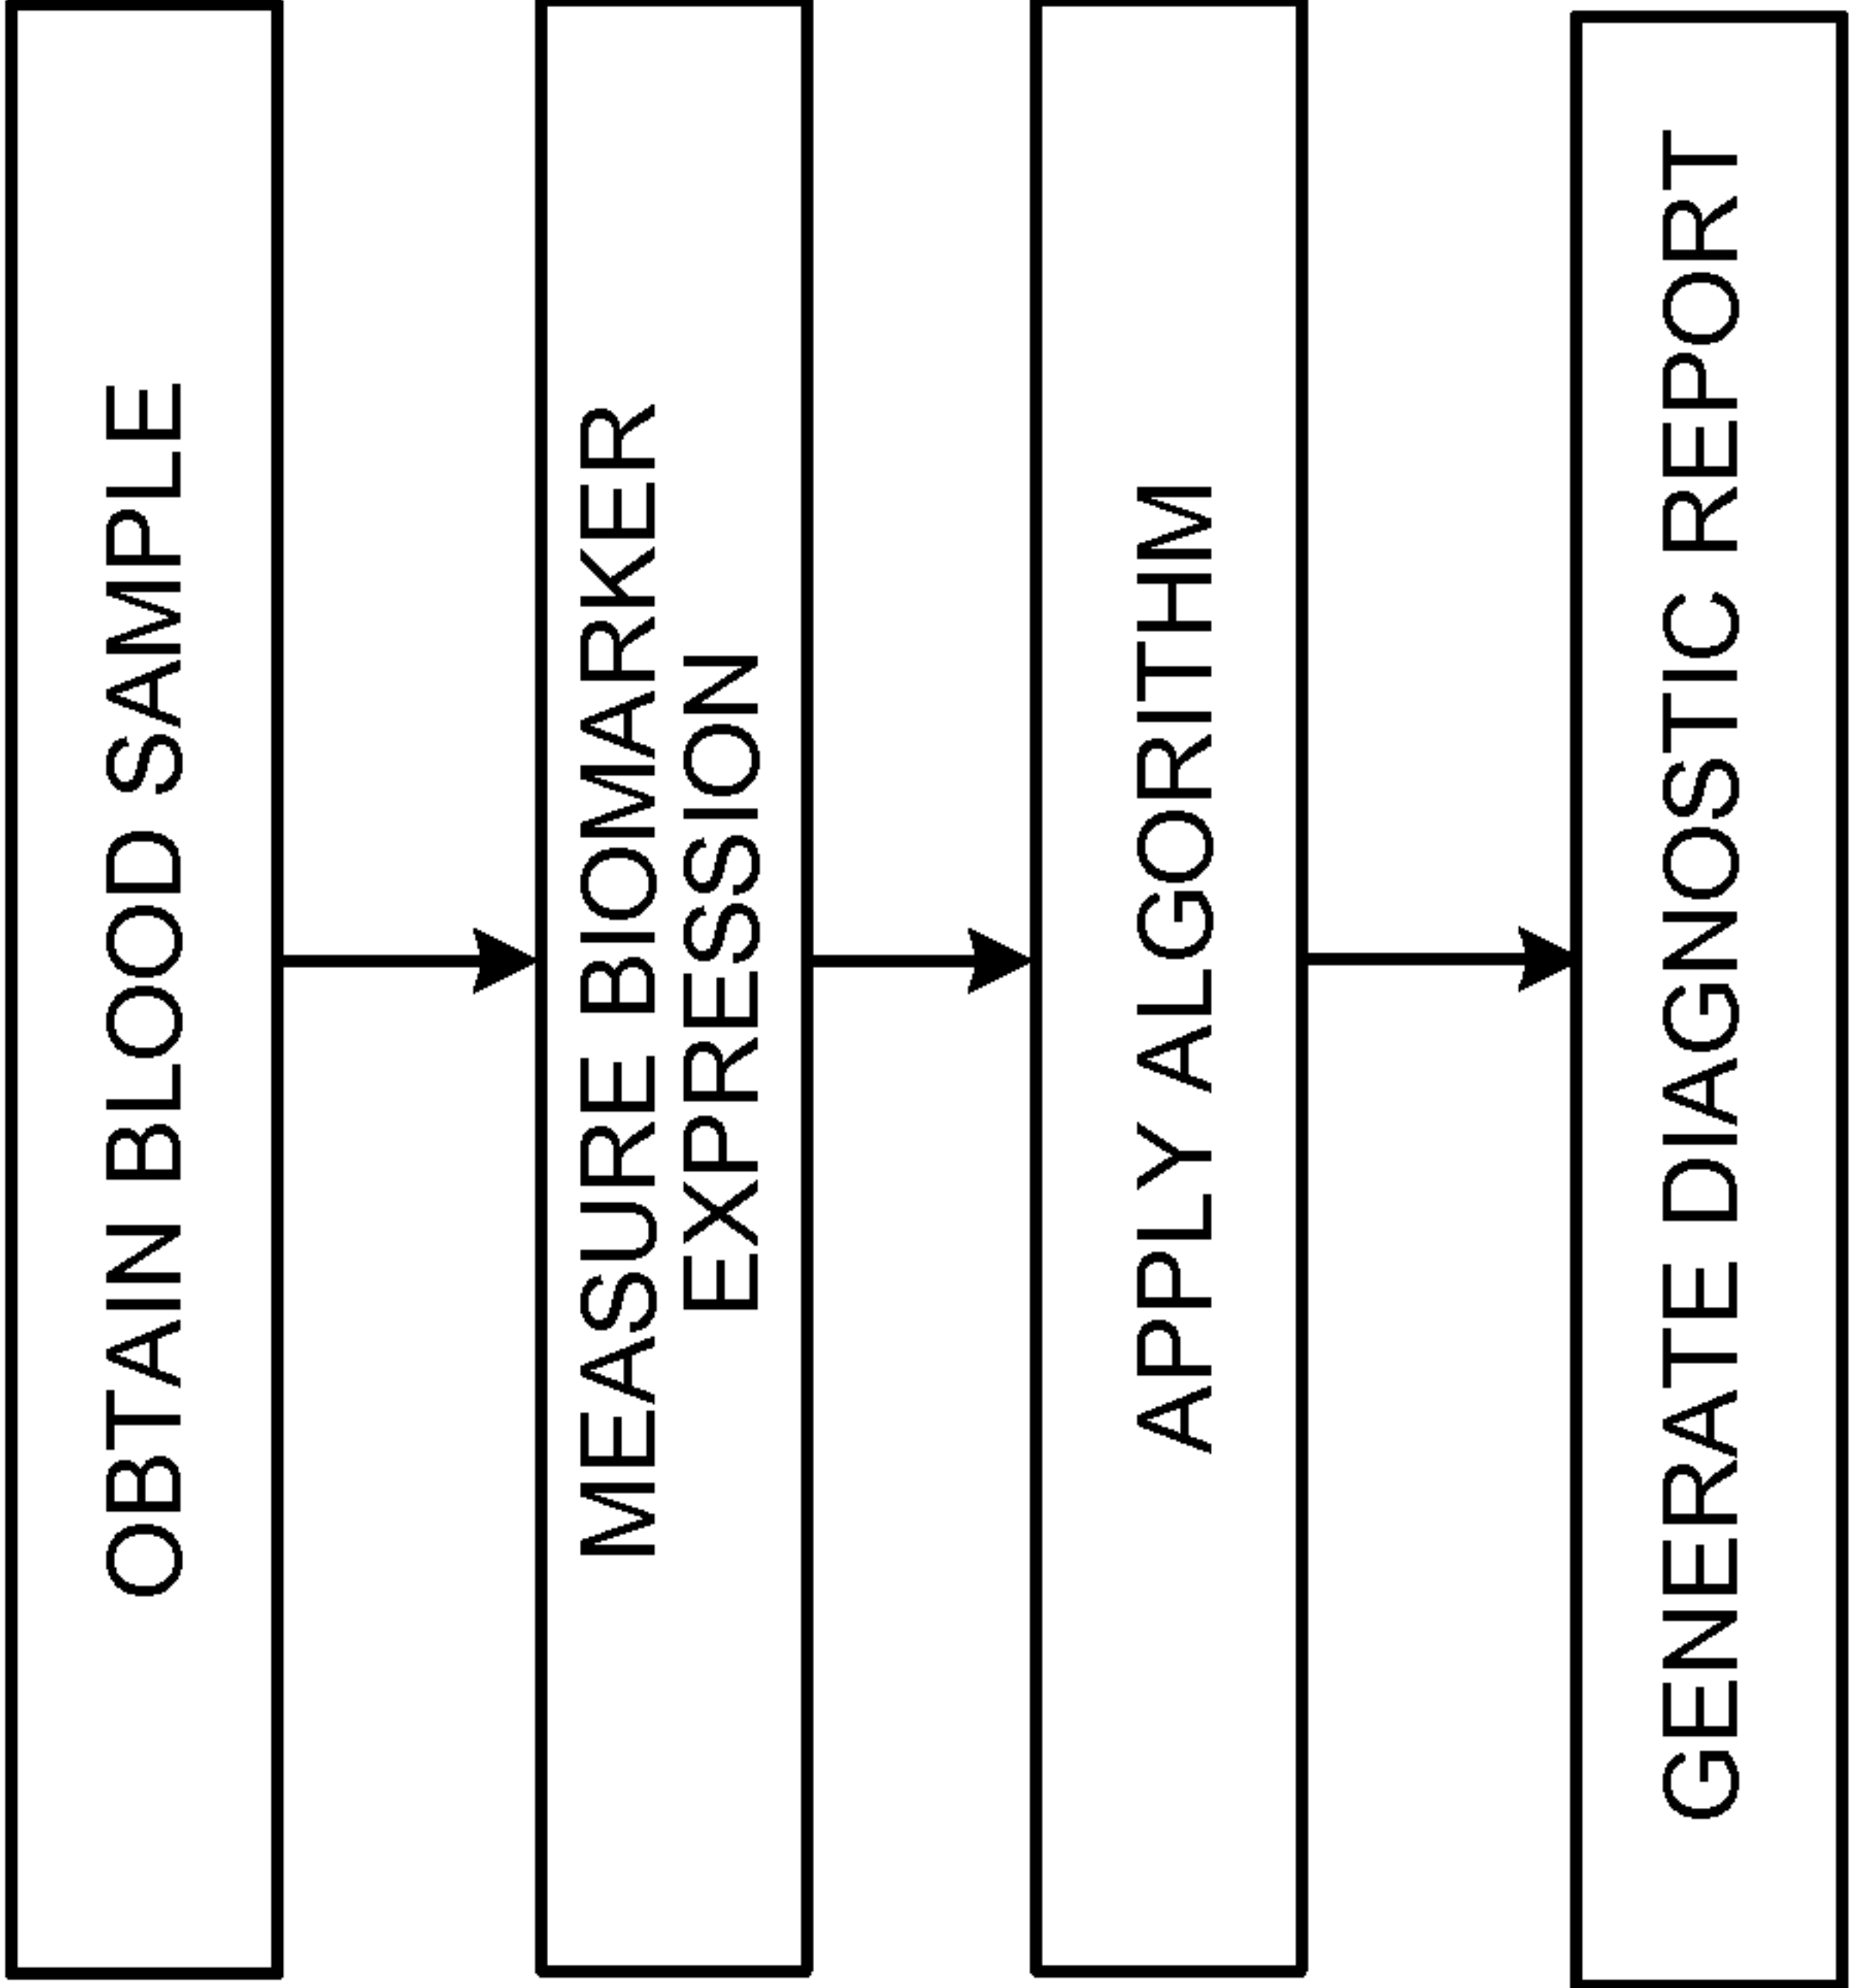 OBTAIN BLOOD SAMPLE
MEASURE BIOMARKER
EXPRESSION
APPLY ALGORITHM
GENERATE DIAGNOSTIC REPORT